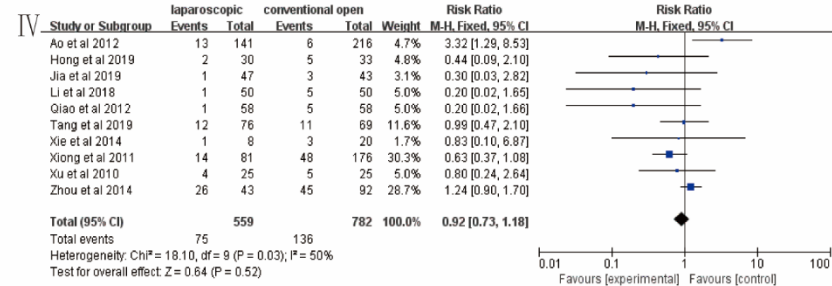 IV
laparoscopic conventional open Risk Ratio Risk Ratio
Study or Subgroup Events Total Events Total Weight M-H, Fixed, 95% CI M-H, Fixed, 95% CI
Ao et al 2012 13 141 6 216 4.7% 3.32 [1.29, 8.53]
Hong et al 2019 2 30 5 33 4.8% 0.44 [0.09, 2.10]
Jia et al 2019 1 47 3 43 3.1% 0.30 [0.03, 2.82]
Li et al 2018 1 50 5 50 5.0% 0.20 [0.02, 1.65]
Qiao et al 2012 1 58 5 58 5.0% 0.20 [0.02, 1.66]
Tang et al 2019 12 76 11 69 11.6% 0.99 [0.47, 2.10]
Xie et al 2014 1 8 3 20 1.7% 0.83 [0.10, 6.87]
Xiong et al 2011 14 81 48 176 30.3% 0.63 [0.37, 1.08]
Xu et al 2010 4 25 5 25 5.0% 0.80 [0.24, 2.64]
Zhou et al 2014 26 43 45 92 28.7% 1.24 [0.90, 1.70]
Total (95% CI) 559 782 100.0% 0.92 [0.73, 1.18]
Total events 75 136
Heterogeneity: Chi² = 18.10, df = 9 (P = 0.03); I² = 50%
Test for overall effect: Z = 0.64 (P = 0.52)
0.01 0.1 1 10 100
Favours [experimental] Favours [control]